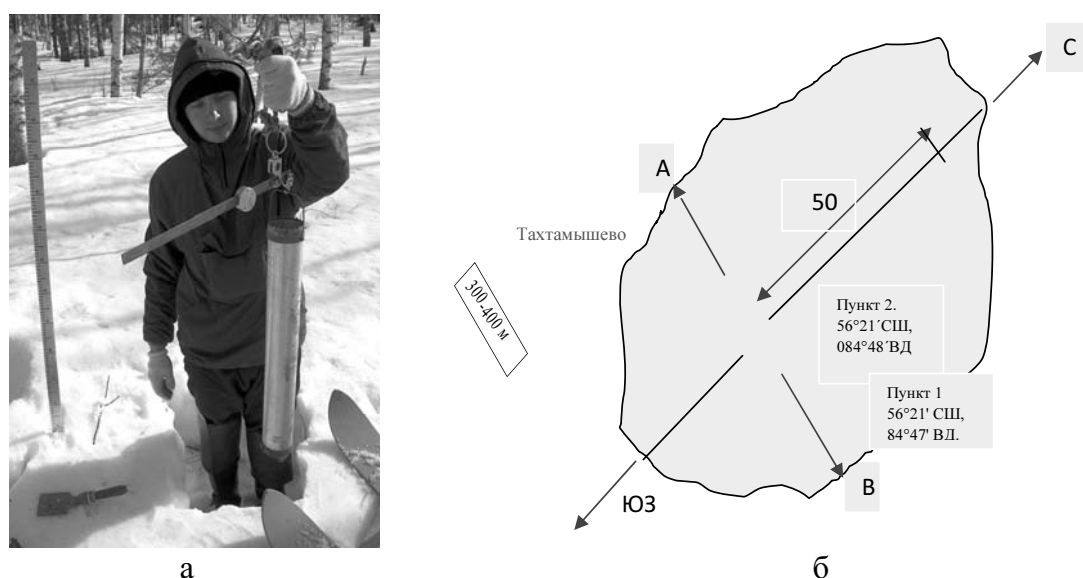 С
А
50
Тахтамышево
300-400 м
Пункт 2.
56°21´СШ,
084°48´ВД
Пункт 1
56°21' СШ,
84°47' ВД.
В
ЮЗ
а
б